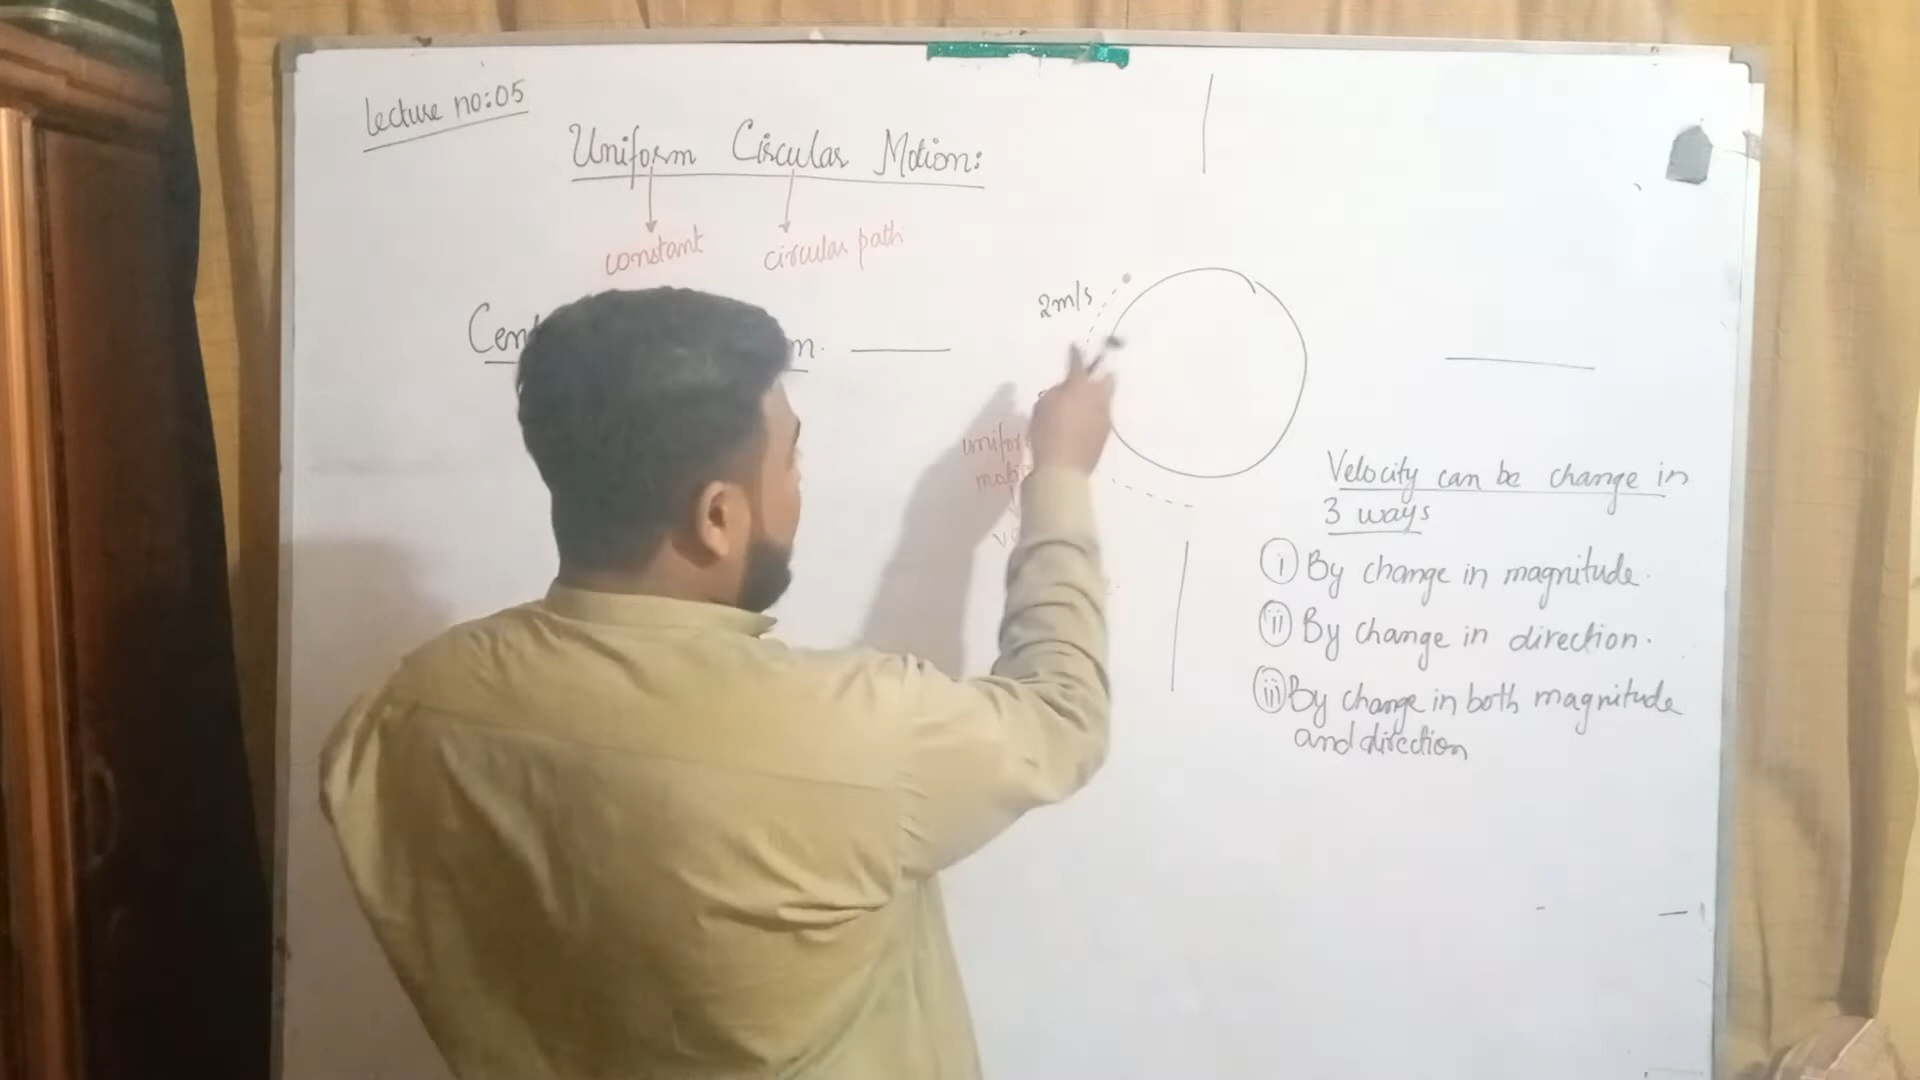 Lecture no:05
Uniform Circular Motion:
constant circular path
2m/s
Velocity can be change in
3 ways
(i) By change in magnitude.
(ii) By change in direction.
(iii) By change in both magnitude
and direction